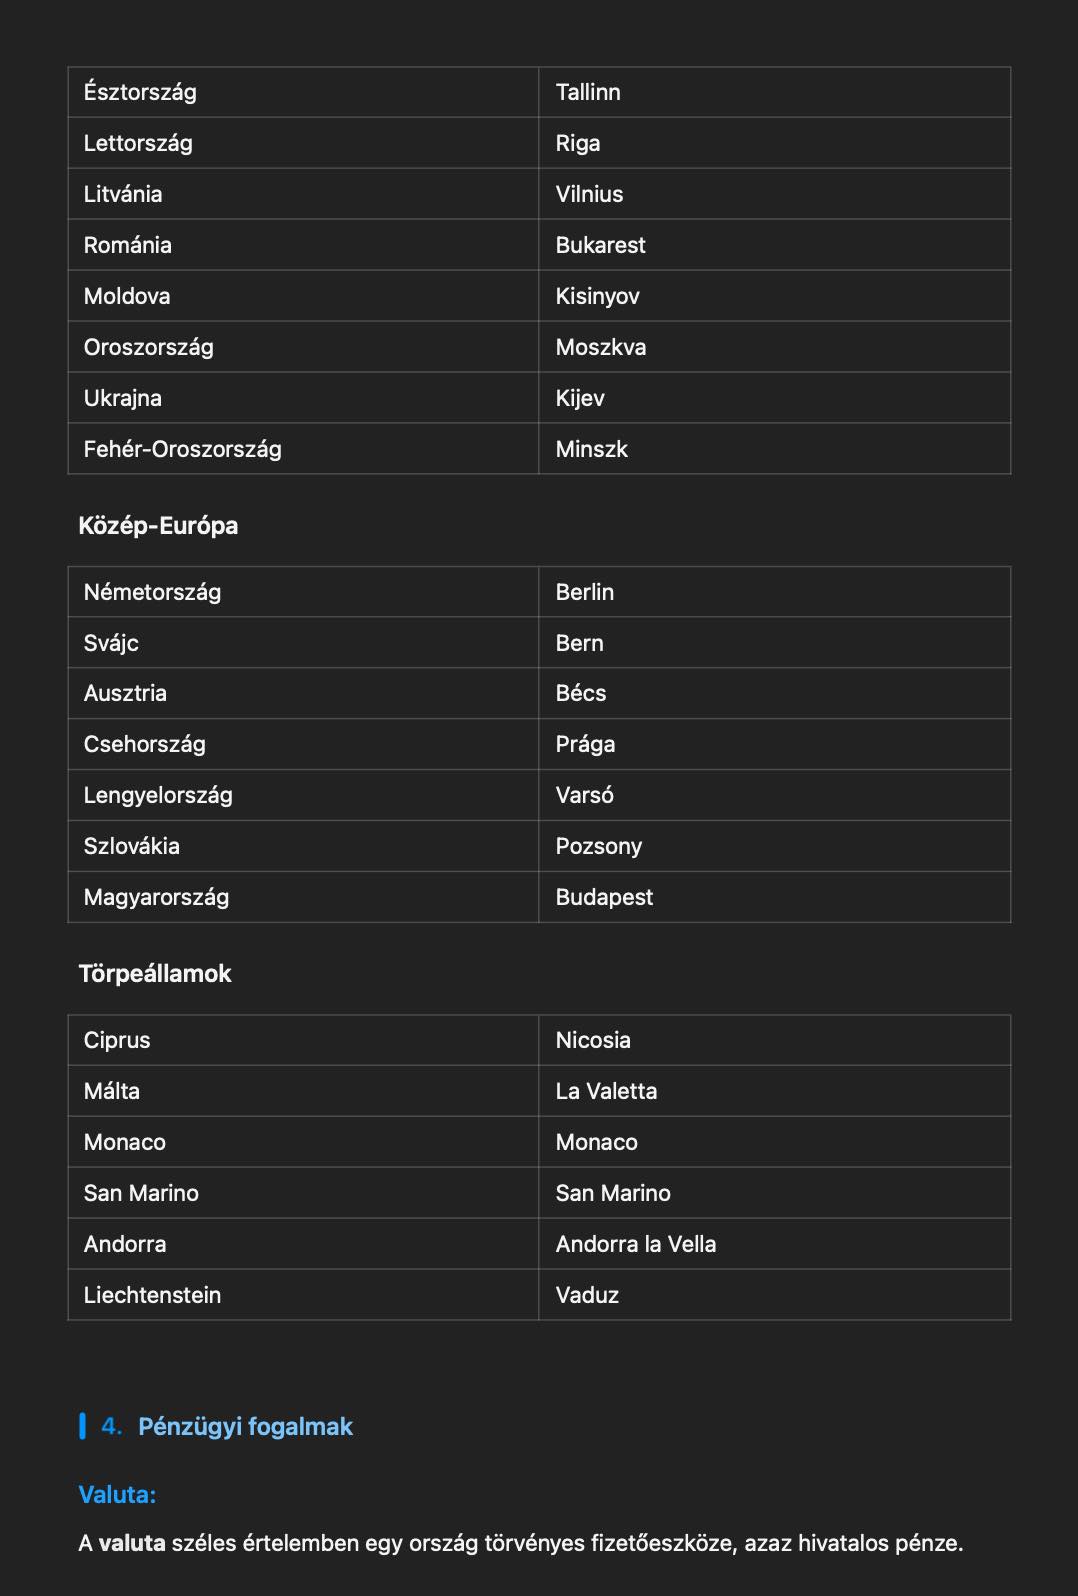 Észtország Tallinn
Lettország Riga
Litvánia Vilnius
Románia Bukarest
Moldova Kisinyov
Oroszország Moszkva
Ukrajna Kijev
Fehér-Oroszország Minszk
Közép-Európa
Németország Berlin
Svájc Bern
Ausztria Bécs
Csehország Prága
Lengyelország Varsó
Szlovákia Pozsony
Magyarország Budapest
Törpeállamok
Ciprus Nicosia
Málta La Valetta
Monaco Monaco
San Marino San Marino
Andorra Andorra la Vella
Liechtenstein Vaduz
4. Pénzügyi fogalmak
Valuta:
A valuta széles értelemben egy ország törvényes fizetőeszköze, azaz hivatalos pénze.